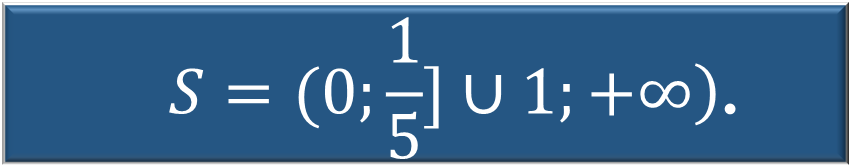 S = (0; 1/5] ∪ 1; +∞).